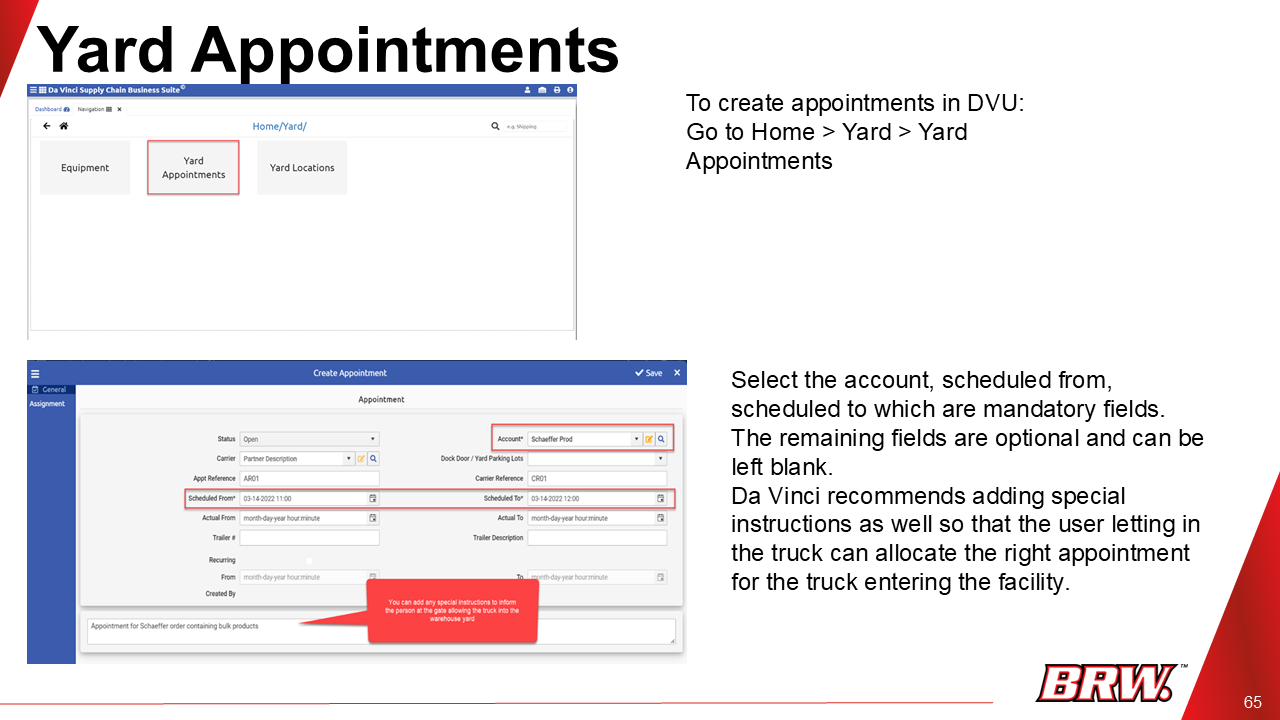 Yard Appointments
Da Vinci Supply Chain Business Suite©
Dashboard
Navigation
Home/Yard/
e.g. Shipping
Equipment
Yard
Appointments
Yard Locations
To create appointments in DVU:
Go to Home > Yard > Yard
Appointments
Create Appointment
Save
General
Assignment
Appointment
Status Open
Account* Schaeffer Prod
Carrier Partner Description
Dock Door / Yard Parking Lots
Appt Reference AR01
Carrier Reference CR01
Scheduled From* 03-14-2022 11:00
Scheduled To* 03-14-2022 12:00
Actual From month-day-year hour:minute
Actual To month-day-year hour:minute
Trailer #
Trailer Description
Recurring
From month-day-year hour:minute
To month-day-year hour:minute
Created By
You can add any special instructions to inform
the person at the gate allowing the truck into the
warehouse yard
Appointment for Schaeffer order containing bulk products
Select the account, scheduled from,
scheduled to which are mandatory fields.
The remaining fields are optional and can be
left blank.
Da Vinci recommends adding special
instructions as well so that the user letting in
the truck can allocate the right appointment
for the truck entering the facility.
BRW.™
65